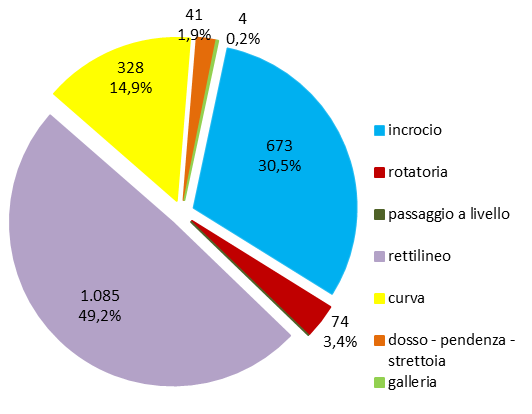 41
1,9%
4
0,2%
328
14,9%
673
30,5%
1.085
49,2%
74
3,4%
incrocio
rotatoria
passaggio a livello
rettilineo
curva
dosso - pendenza -
strettoia
galleria